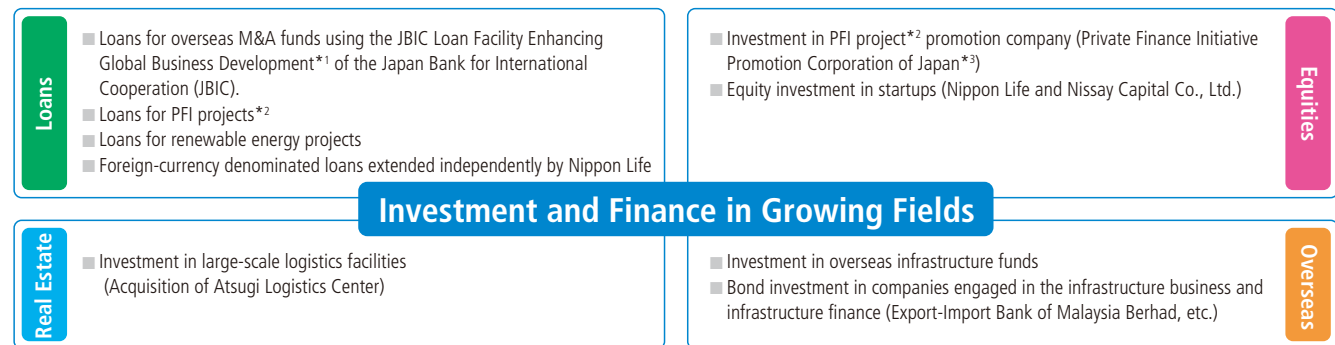 Loans
■ Loans for overseas M&A funds using the JBIC Loan Facility Enhancing
Global Business Development*1 of the Japan Bank for International
Cooperation (JBIC).
■ Loans for PFI projects*2
■ Loans for renewable energy projects
■ Foreign-currency denominated loans extended independently by Nippon Life
■ Investment in PFI project*2 promotion company (Private Finance Initiative
Promotion Corporation of Japan*3)
■ Equity investment in startups (Nippon Life and Nissay Capital Co., Ltd.)
Equities
Investment and Finance in Growing Fields
Real Estate
■ Investment in large-scale logistics facilities
(Acquisition of Atsugi Logistics Center)
■ Investment in overseas infrastructure funds
■ Bond investment in companies engaged in the infrastructure business and
infrastructure finance (Export-Import Bank of Malaysia Berhad, etc.)
Overseas